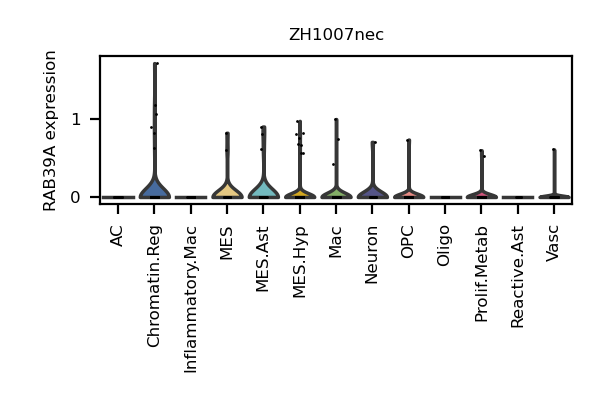 ZH1007nec
RAB39A expression
1
0
AC
Chromatin.Reg
Inflammatory.Mac
MES
MES.Ast
MES.Hyp
Mac
Neuron
OPC
Oligo
Prolif.Metab
Reactive.Ast
Vasc